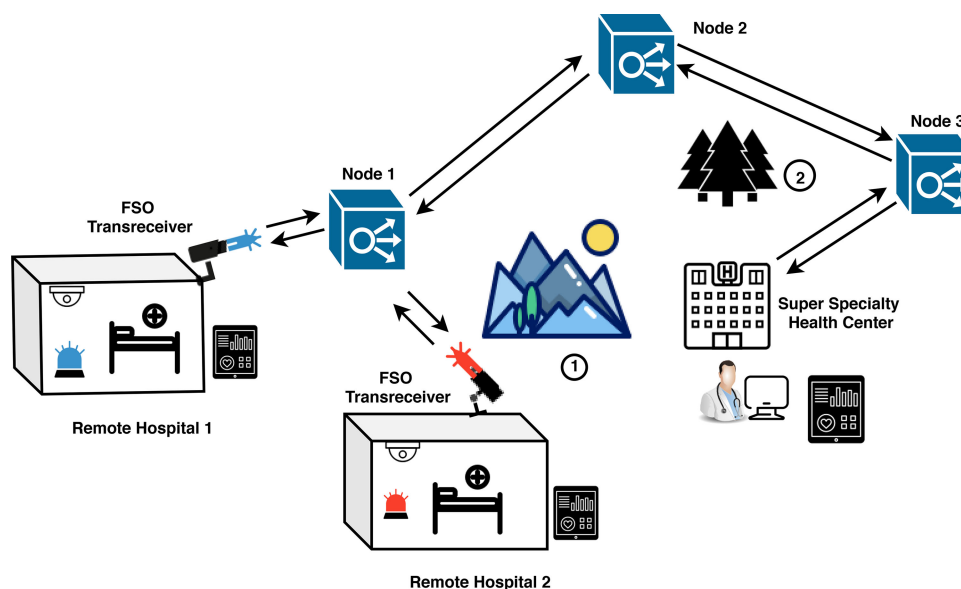 Node 2
Node 3
Node 1
2
FSO
Transreceiver
H
Super Specialty
Health Center
1
FSO
Transreceiver
Remote Hospital 1
Remote Hospital 2